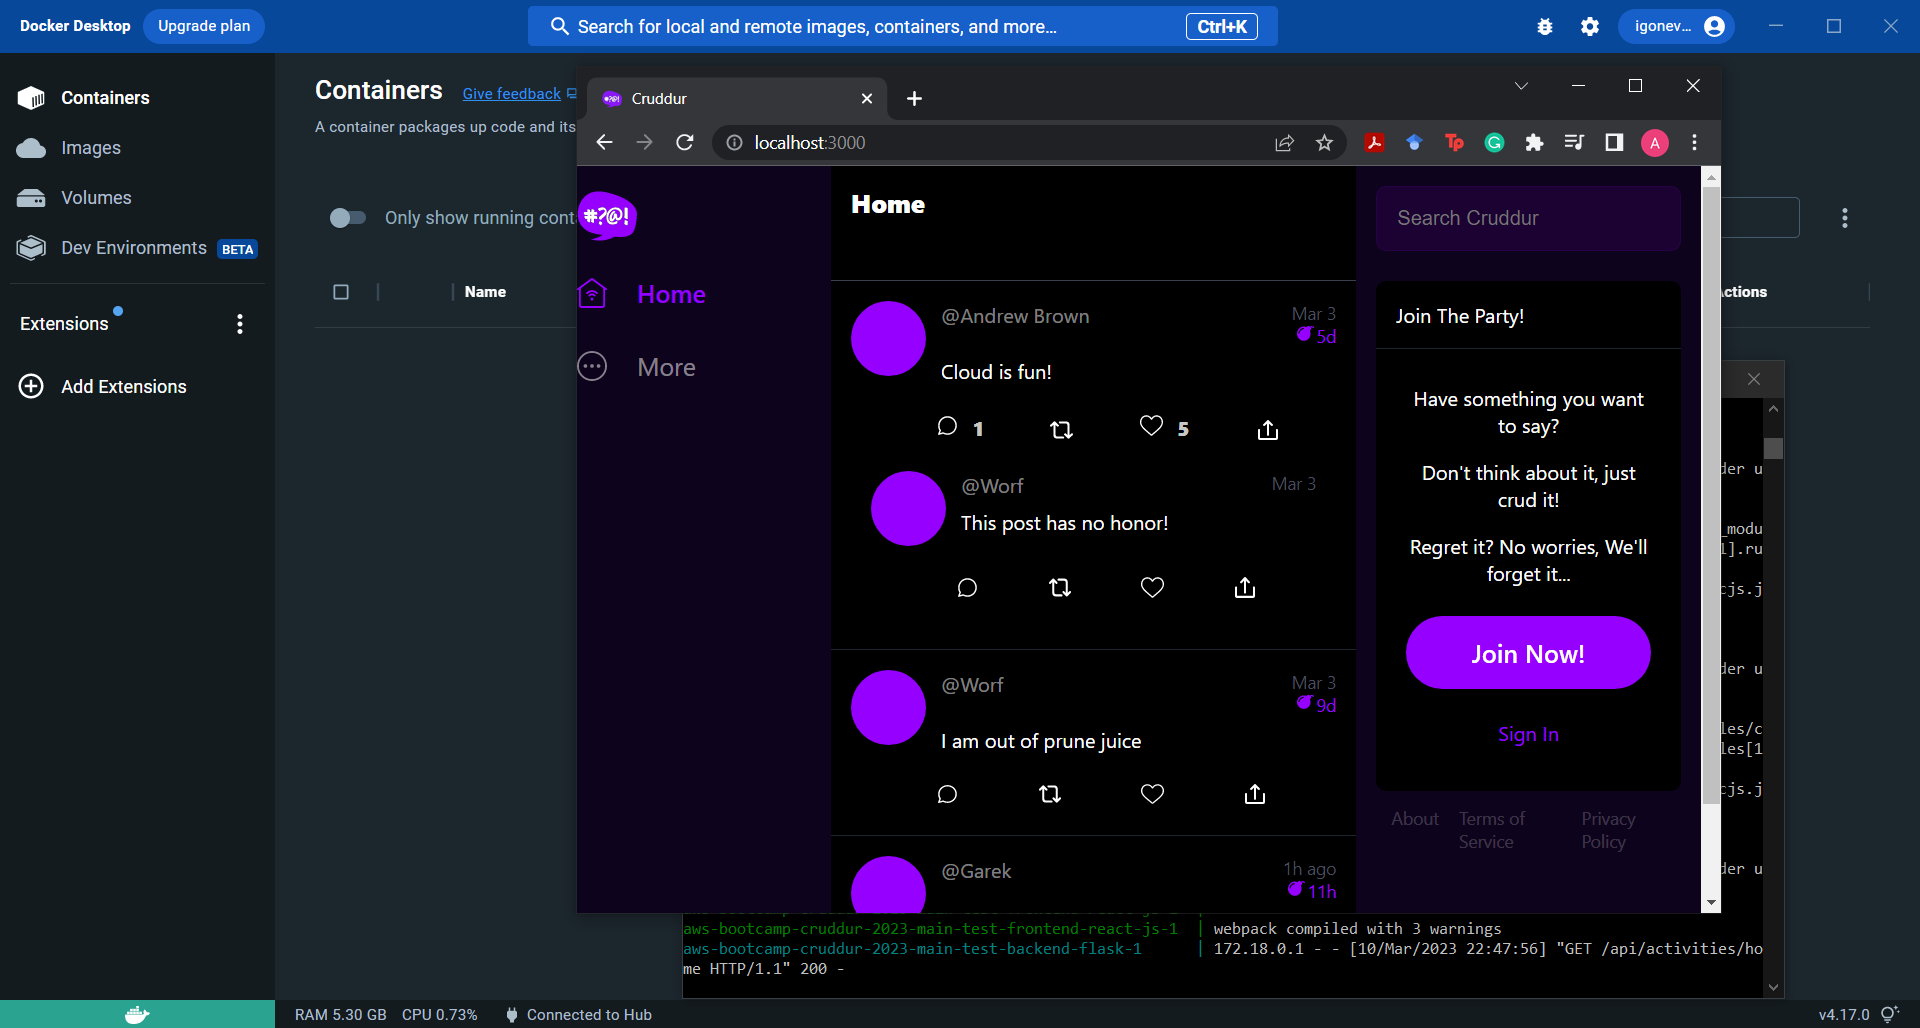 Docker Desktop
Upgrade plan
Search for local and remote images, containers, and more...
Ctrl+K
igonev...
Containers
Images
Volumes
Dev Environments
BETA
Extensions
Add Extensions
Containers
Give feedback
A container packages up code and its
Only show running cont
Name
ctions
Cruddur
localhost:3000
A
#?@!
Home
More
Home
@Andrew Brown
Mar 3
5d
Cloud is fun!
1
5
@Worf
Mar 3
This post has no honor!
@Worf
Mar 3
9d
I am out of prune juice
@Garek
1h ago
11h
Search Cruddur
Join The Party!
Have something you want
to say?
Don't think about it, just
crud it!
Regret it? No worries, We'll
forget it...
Join Now!
Sign In
About
Terms of
Service
Privacy
Policy
der u
_modu
l].ru
cjs.j
der u
les/c
les[1
cjs.j
der u
aws-bootcamp-cruddur-2023-main-test-frontend-react-js-1 | webpack compiled with 3 warnings
aws-bootcamp-cruddur-2023-main-test-backend-flask-1 | 172.18.0.1 - - [10/Mar/2023 22:47:56] "GET /api/activities/ho
me HTTP/1.1" 200 -
RAM 5.30 GB CPU 0.73% Connected to Hub
v4.17.0